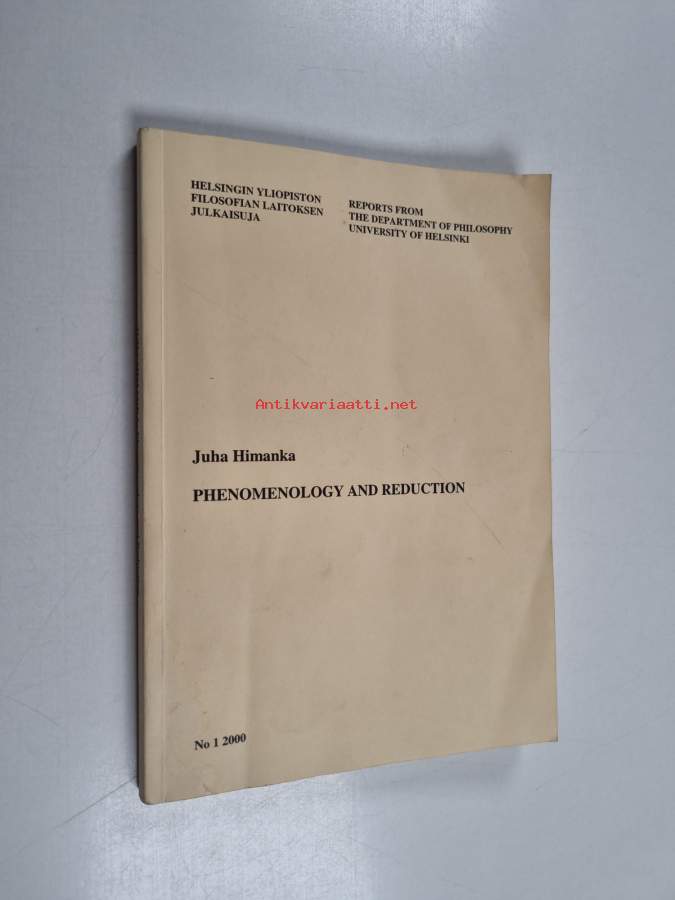 HELSINGIN YLIOPISTON
FILOSOFIAN LAITOKSEN
JULKAISUJA
REPORTS FROM
THE DEPARTMENT OF PHILOSOPHY
UNIVERSITY OF HELSINKI
Antikvariaatti.net
Juha Himanka
PHENOMENOLOGY AND REDUCTION
No 1 2000